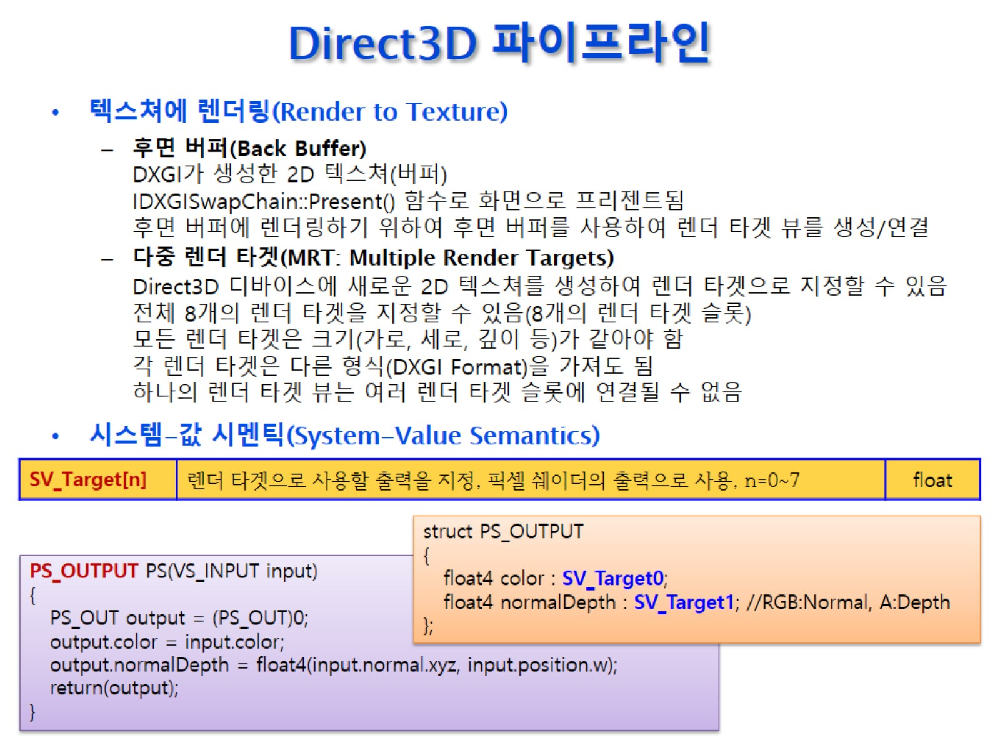 Direct3D 파이프라인
• 텍스쳐에 렌더링(Render to Texture)
– 후면 버퍼(Back Buffer)
DXGI가 생성한 2D 텍스쳐(버퍼)
IDXGISwapChain::Present() 함수로 화면으로 프리젠트됨
후면 버퍼에 렌더링하기 위하여 후면 버퍼를 사용하여 렌더 타겟 뷰를 생성/연결
– 다중 렌더 타겟(MRT: Multiple Render Targets)
Direct3D 디바이스에 새로운 2D 텍스쳐를 생성하여 렌더 타겟으로 지정할 수 있음
전체 8개의 렌더 타겟을 지정할 수 있음(8개의 렌더 타겟 슬롯)
모든 렌더 타겟은 크기(가로, 세로, 깊이 등)가 같아야 함
각 렌더 타겟은 다른 형식(DXGI Format)을 가져도 됨
하나의 렌더 타겟 뷰는 여러 렌더 타겟 슬롯에 연결될 수 없음
• 시스템-값 시멘틱(System-Value Semantics)
SV_Target[n] 렌더 타겟으로 사용할 출력을 지정, 픽셀 쉐이더의 출력으로 사용, n=0~7 float
struct PS_OUTPUT
{
float4 color : SV_Target0;
float4 normalDepth : SV_Target1; //RGB:Normal, A:Depth
};
PS_OUTPUT PS(VS_INPUT input)
{
PS_OUT output = (PS_OUT)0;
output.color = input.color;
output.normalDepth = float4(input.normal.xyz, input.position.w);
return(output);
}